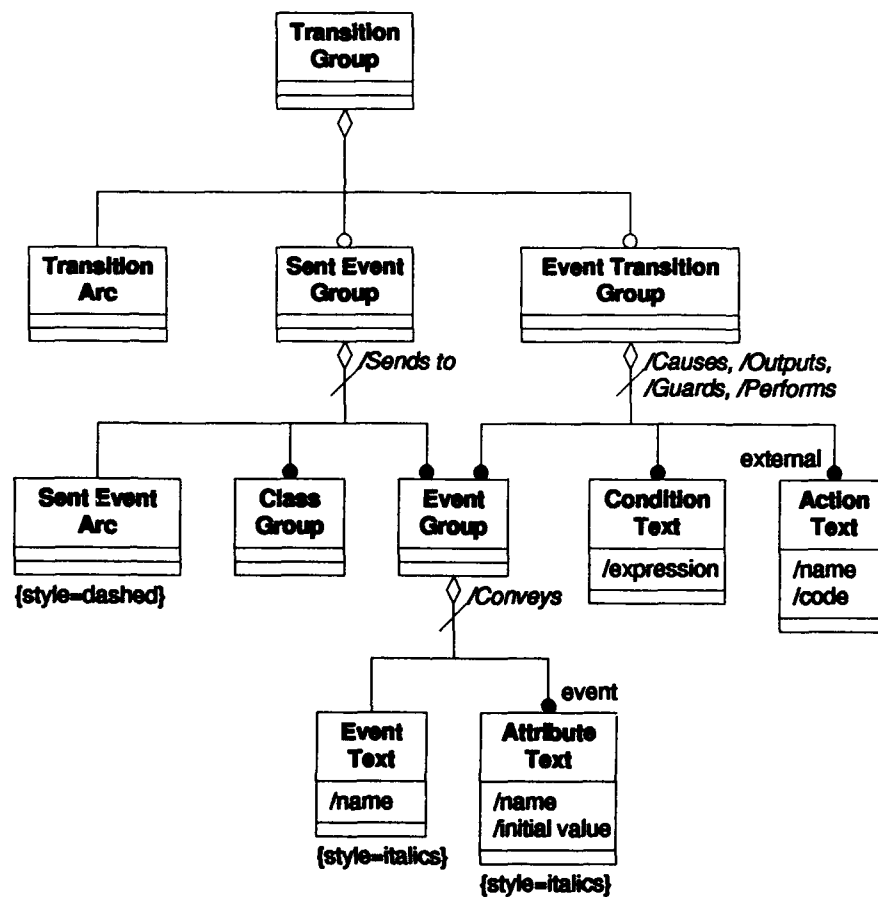 Transition
Group
Transition
Arc
Sent Event
Group
Event Transition
Group
/Sends to
/Causes, /Outputs,
/Guards, /Performs
external
Sent Event
Arc
{style=dashed}
Class
Group
Event
Group
Condition
Text
/expression
Action
Text
/name
/code
/Conveys
event
Event
Text
/name
{style=italics}
Attribute
Text
/name
/initial value
{style=italics}